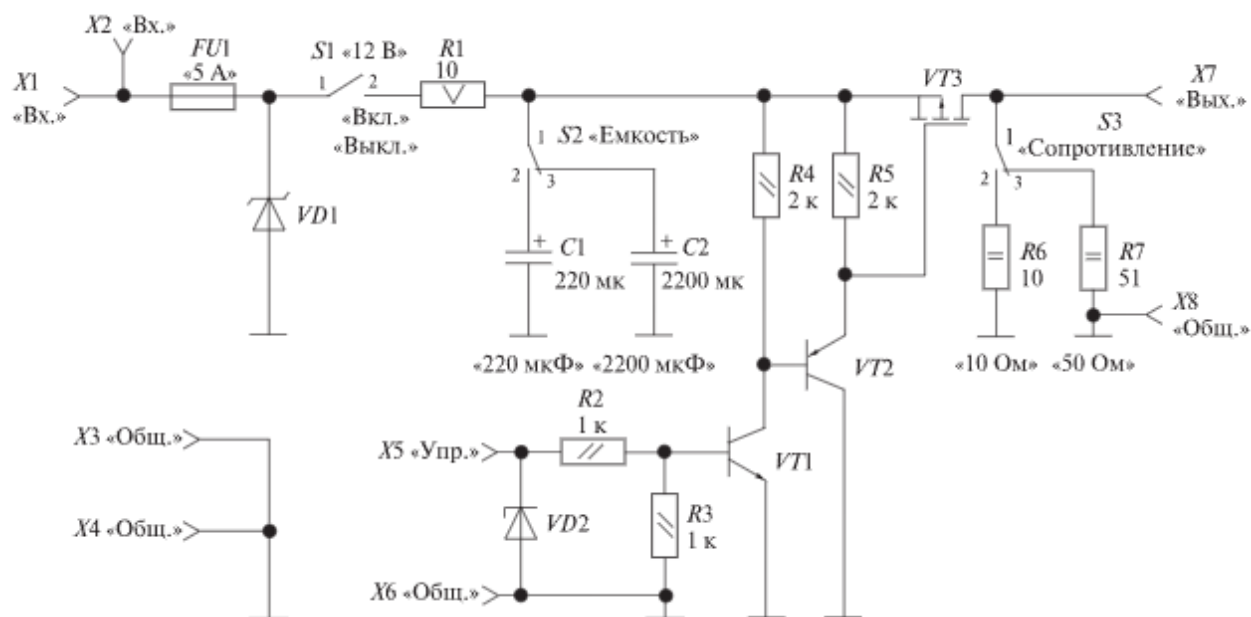 X2 «Вх.»
FU1
«5 А»
S1 «12 В»
R1
10
X1
«Вх.»
1
2
«Вкл.»
«Выкл.»
VT3
X7
«Вых.»
S3
«Сопротивление»
1
2
3
1
S2 «Емкость»
2
3
R4
2 к
R5
2 к
VD1
C1
220 мк
C2
2200 мк
R6
10
R7
51
X8
«Общ.»
«220 мкФ» «2200 мкФ»
VT2
«10 Ом» «50 Ом»
R2
1 к
X3 «Общ.»
X5 «Упр.»
VT1
X4 «Общ.»
VD2
R3
1 к
X6 «Общ.»